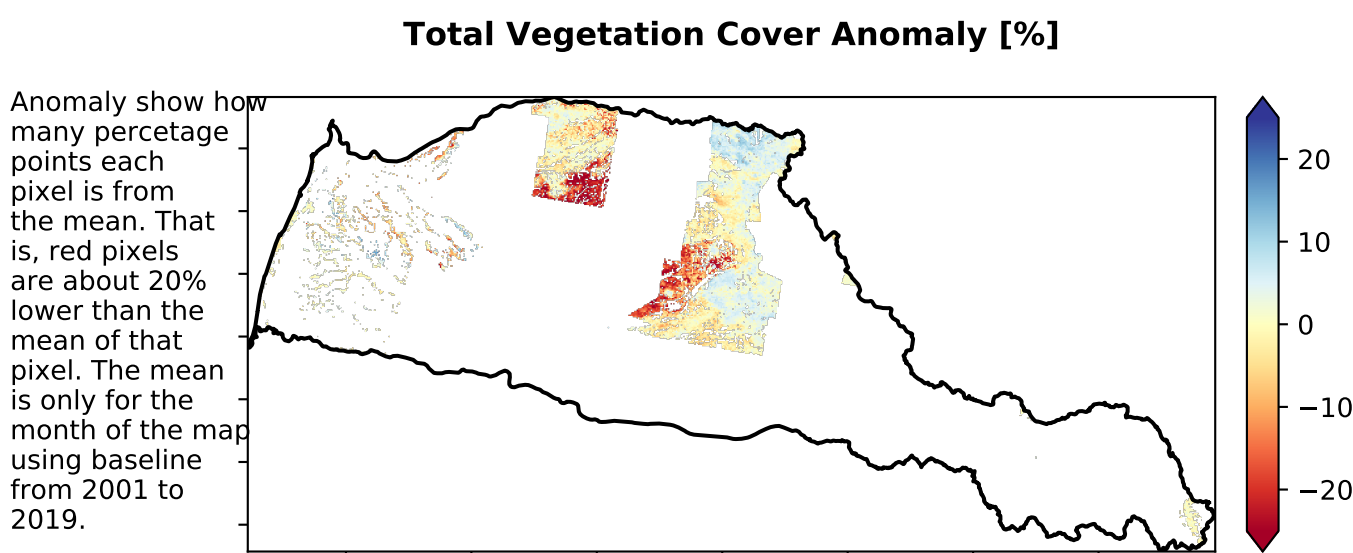 Total Vegetation Cover Anomaly [%]
Anomaly show how
many percetage
points each
pixel is from
the mean. That
is, red pixels
are about 20%
lower than the
mean of that
pixel. The mean
is only for the
month of the map
using baseline
from 2001 to
2019.
20
10
0
−10
−20